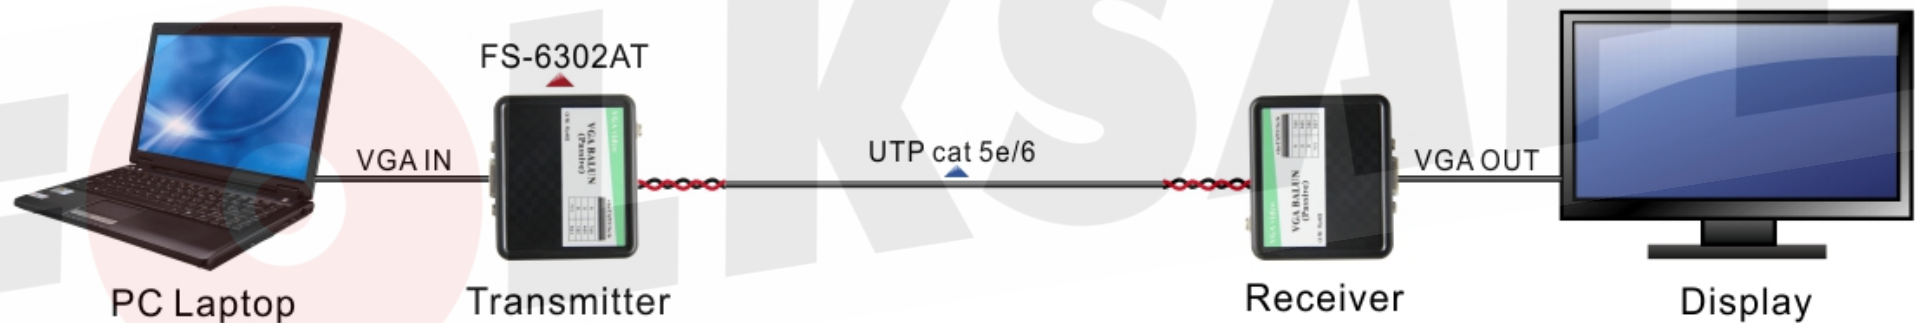 FOLKSAFE
FS-6302AT
VGA IN
UTP cat 5e/6
VGA OUT
VGA BALUN
(Passive)
VGA BALUN
(Passive)
PC Laptop
Transmitter
Receiver
Display